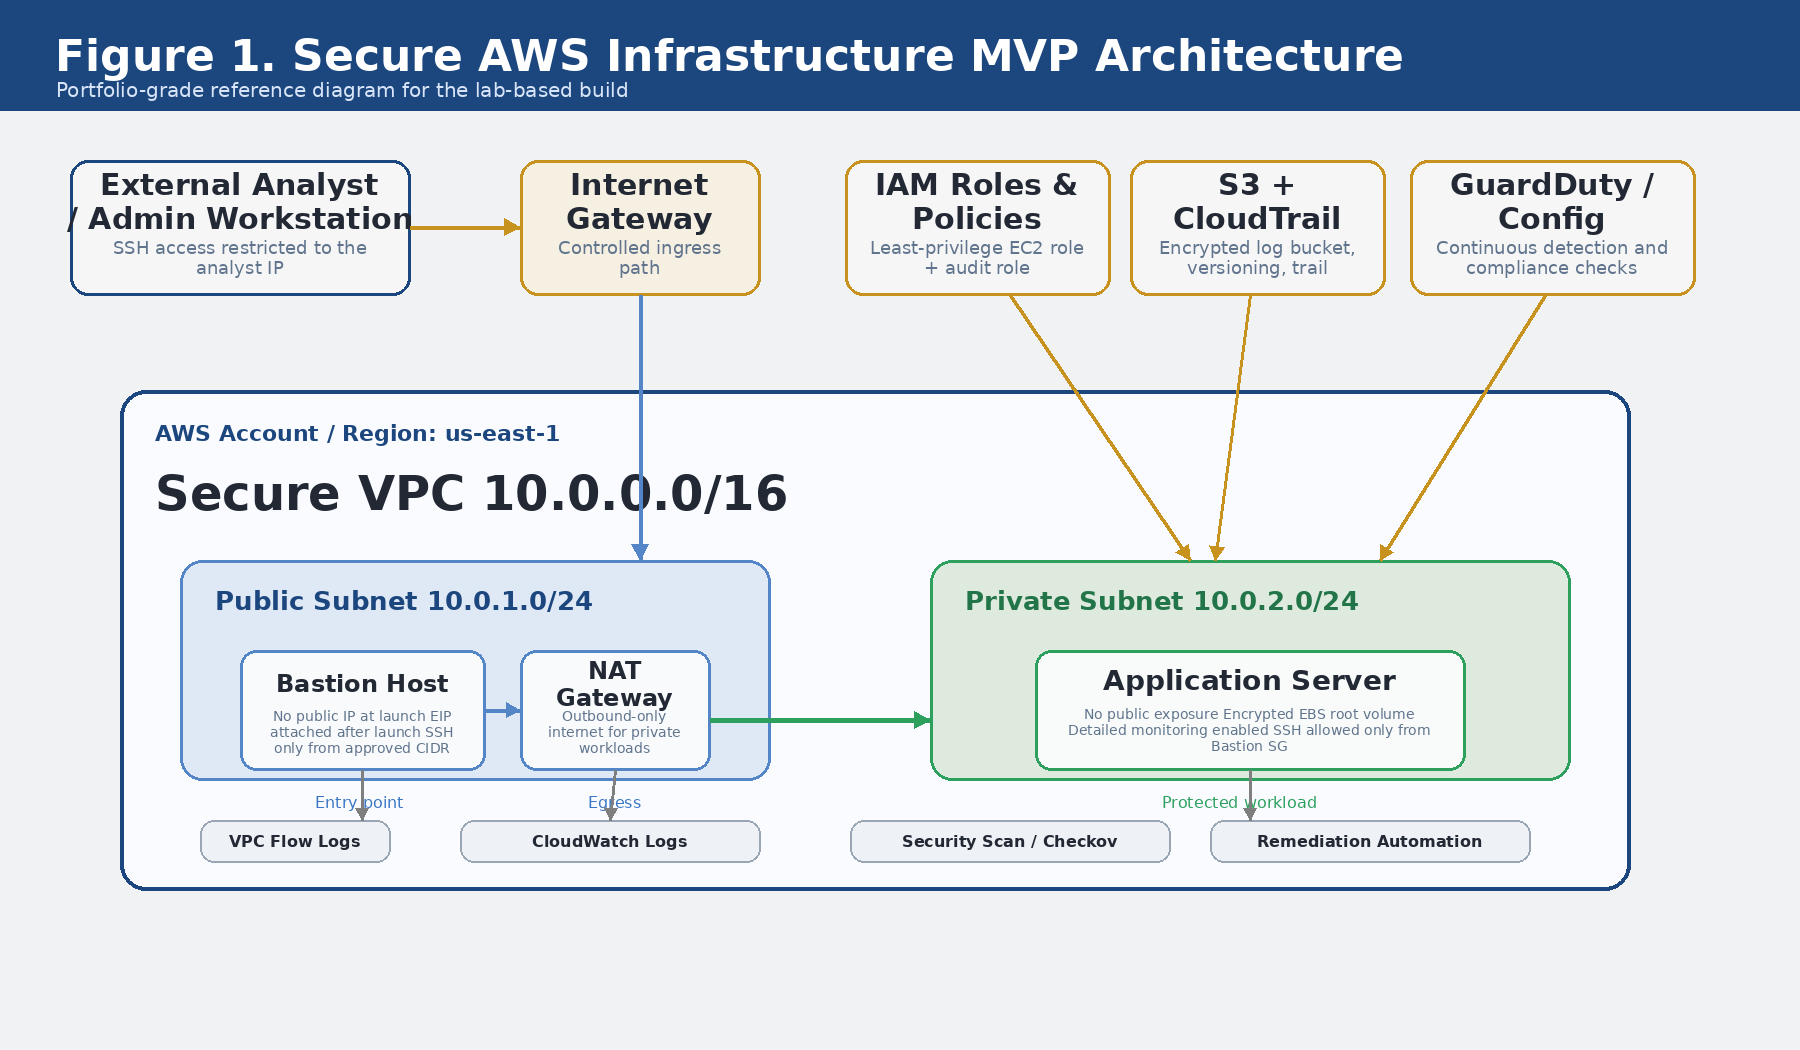 Figure 1. Secure AWS Infrastructure MVP Architecture
Portfolio-grade reference diagram for the lab-based build
External Analyst
/ Admin Workstation
SSH access restricted to the
analyst IP
Internet
Gateway
Controlled ingress
path
IAM Roles &
Policies
Least-privilege EC2 role
+ audit role
S3 +
CloudTrail
Encrypted log bucket,
versioning, trail
GuardDuty /
Config
Continuous detection and
compliance checks
AWS Account / Region: us-east-1
Secure VPC 10.0.0.0/16
Public Subnet 10.0.1.0/24
Bastion Host
No public IP at launch EIP
attached after launch SSH
only from approved CIDR
NAT
Gateway
Outbound-only
internet for private
workloads
Private Subnet 10.0.2.0/24
Application Server
No public exposure Encrypted EBS root volume
Detailed monitoring enabled SSH allowed only from
Bastion SG
Entry point
Egress
Protected workload
VPC Flow Logs
CloudWatch Logs
Security Scan / Checkov
Remediation Automation